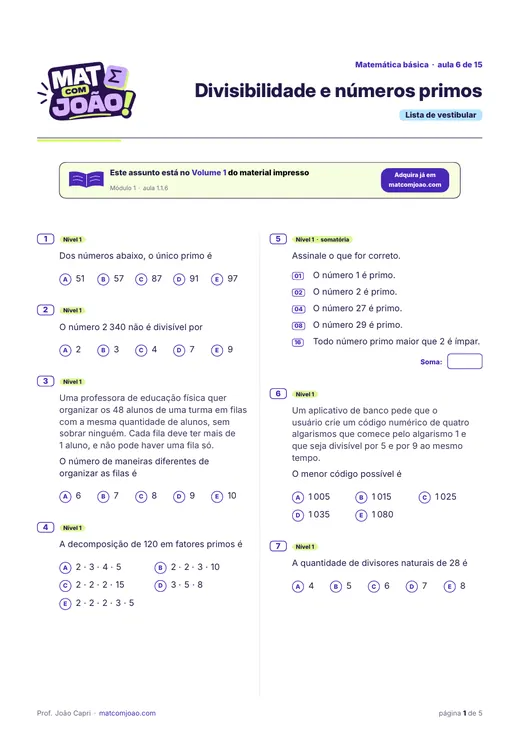 MAT
COM
JOÃO!
Σ
Matemática básica · aula 6 de 15
Divisibilidade e números primos
Lista de vestibular
Este assunto está no Volume 1 do material impresso
Módulo 1 · aula 1.1.6
Adquira já em
matcomjoao.com
1 Nível 1
Dos números abaixo, o único primo é
A 51 B 57 C 87 D 91 E 97
2 Nível 1
O número 2 340 não é divisível por
A 2 B 3 C 4 D 7 E 9
3 Nível 1
Uma professora de educação física quer
organizar os 48 alunos de uma turma em filas
com a mesma quantidade de alunos, sem
sobrar ninguém. Cada fila deve ter mais de
1 aluno, e não pode haver uma fila só.
O número de maneiras diferentes de
organizar as filas é
A 6 B 7 C 8 D 9 E 10
4 Nível 1
A decomposição de 120 em fatores primos é
A 2 · 3 · 4 · 5 B 2 · 2 · 3 · 10
C 2 · 2 · 2 · 15 D 3 · 5 · 8
E 2 · 2 · 2 · 3 · 5
5 Nível 1 · somatória
Assinale o que for correto.
01 O número 1 é primo.
02 O número 2 é primo.
04 O número 27 é primo.
08 O número 29 é primo.
16 Todo número primo maior que 2 é ímpar.
Soma:
6 Nível 1
Um aplicativo de banco pede que o
usuário crie um código numérico de quatro
algarismos que comece pelo algarismo 1 e
que seja divisível por 5 e por 9 ao mesmo
tempo.
O menor código possível é
A 1 005 B 1 015 C 1 025
D 1 035 E 1 080
7 Nível 1
A quantidade de divisores naturais de 28 é
A 4 B 5 C 6 D 7 E 8
Prof. João Capri · matcomjoao.com
página 1 de 5